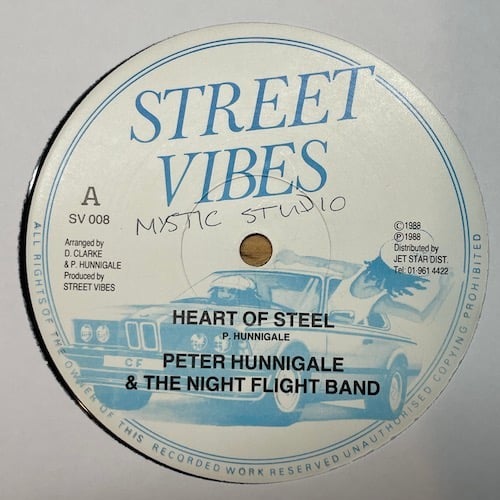 STREET
VIBES
MYSTIC STUDIO
A
SV 008
Arranged by
D. CLARKE
& P. HUNNIGALE
Produced by
STREET VIBES
©1988
℗1988
Distributed by
JET STAR DIST.
Tel: 01-961 4422
HEART OF STEEL
P. HUNNIGALE
PETER HUNNIGALE
& THE NIGHT FLIGHT BAND
CF
ALL RIGHTS OF THE OWNER OF THIS RECORDED WORK RESERVED UNAUTHORISED COPYING PROHIBITED